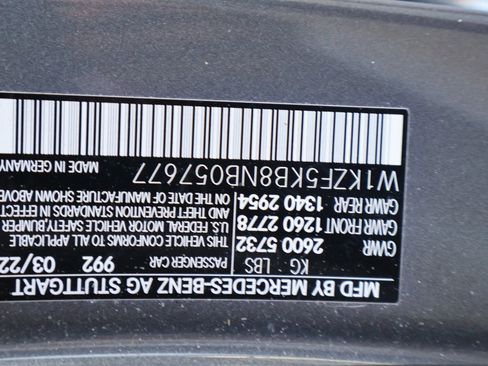 MFD BY MERCEDES-BENZ AG STUTTGART
KG LBS PASSENGER CAR 992 03/22
GVWR 2600 5732 THIS VEHICLE CONFORMS TO ALL APPLICABLE
GAWR FRONT 1260 2778 U.S. FEDERAL MOTOR VEHICLE SAFETY, BUMPER
GAWR REAR 1340 2954 AND THEFT PREVENTION STANDARDS IN EFFECT
ON THE DATE OF MANUFACTURE SHOWN ABOVE
W1KZF5KB8NB057677 MADE IN GERMANY